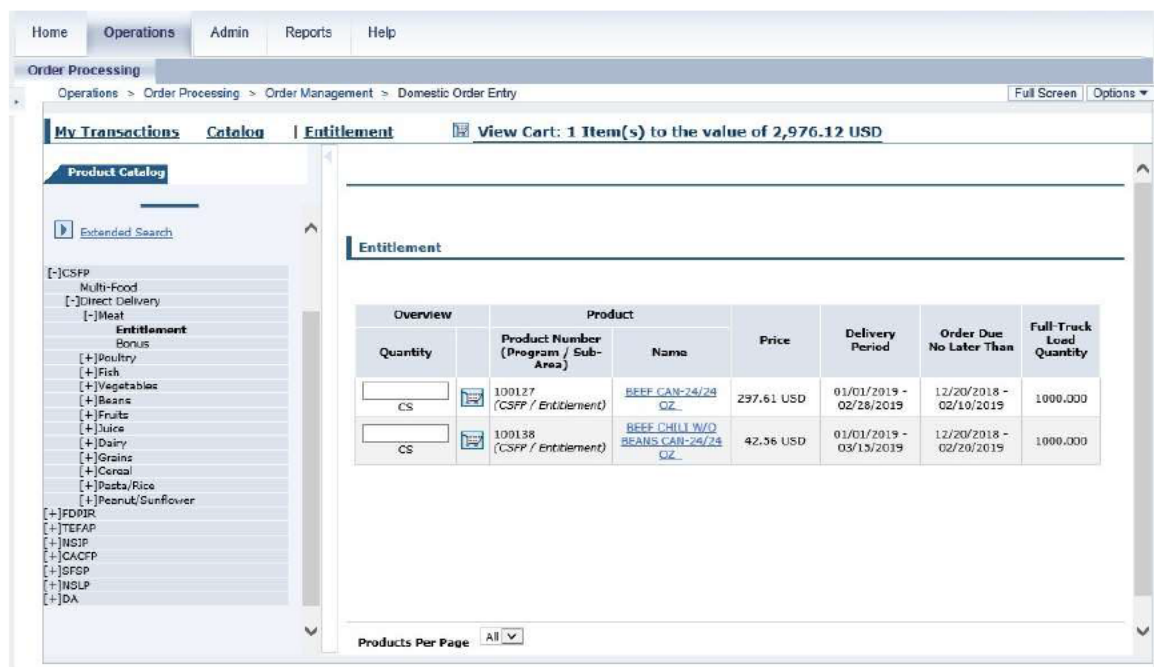 Home Operations Admin Reports Help
Order Processing
Operations > Order Processing > Order Management > Domestic Order Entry
Full Screen Options
My Transactions Catalog | Entitlement View Cart: 1 Item(s) to the value of 2,976.12 USD
Product Catalog
Extended Search
[-]CSFP
Multi-Food
[-]Direct Delivery
[-]Meat
Entitlement
Bonus
[+]Poultry
[+]Fish
[+]Vegetables
[+]Beans
[+]Fruits
[+]Juice
[+]Dairy
[+]Grains
[+]Cereal
[+]Pasta/Rice
[+]Peanut/Sunflower
[+]FDPIR
[+]TEFAP
[+]NSIP
[+]CACFP
[+]SFSP
[+]NSLP
[+]DA
Entitlement
Overview Product Price Delivery Period Order Due No Later Than Full-Truck Load Quantity
Quantity Product Number (Program / Sub-Area) Name
CS 100127 (CSFP / Entitlement) BEEF CAN-24/24 OZ 297.61 USD 01/01/2019 - 02/28/2019 12/20/2018 - 02/10/2019 1000.000
CS 100138 (CSFP / Entitlement) BEEF CHILI W/O BEANS CAN-24/24 OZ 42.56 USD 01/01/2019 - 03/15/2019 12/20/2018 - 02/20/2019 1000.000
Products Per Page All